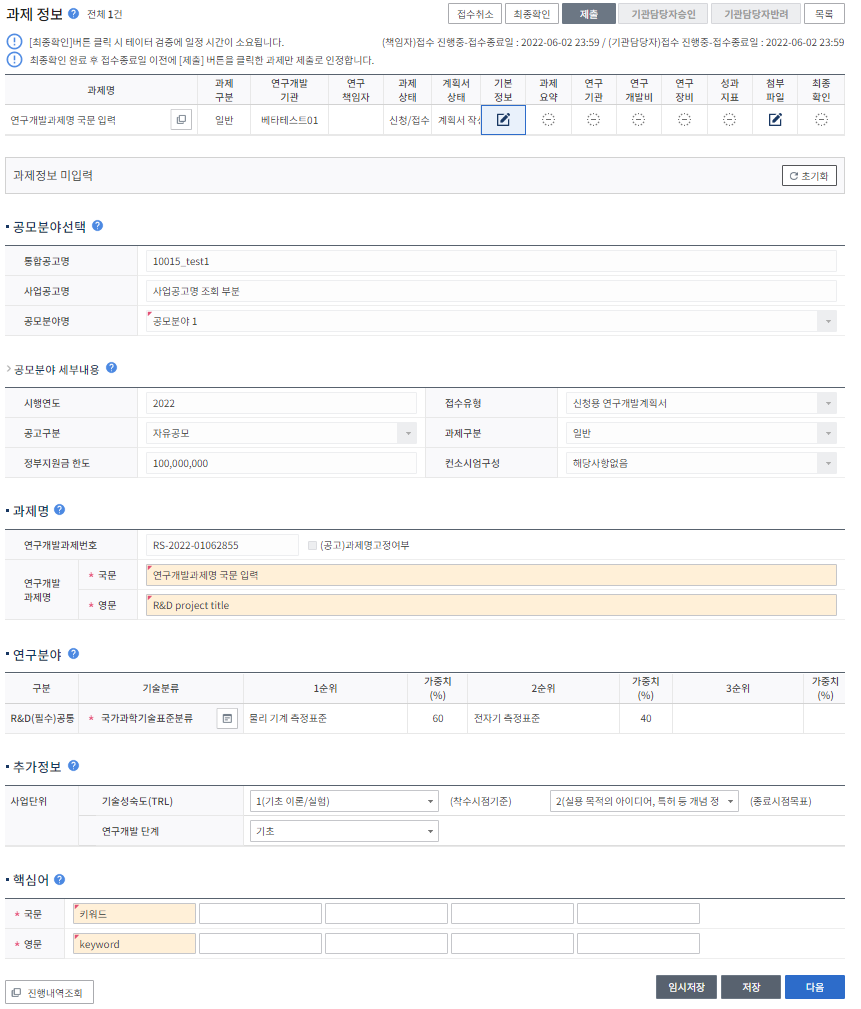 과제 정보 ? 전체 1건 접수취소 최종확인 제출 기관담당자승인 기관담당자반려 목록
[최종확인]버튼 클릭 시 테이터 검증에 일정 시간이 소요됩니다. (책임자)접수 진행중-접수종료일 : 2022-06-02 23:59 / (기관담당자)접수 진행중-접수종료일 : 2022-06-02 23:59
최종확인 완료 후 접수종료일 이전에 [제출] 버튼을 클릭한 과제만 제출로 인정합니다.
과제명 과제 구분 연구개발 기관 연구 책임자 과제 상태 계획서 상태 기본 정보 과제 요약 연구 기관 연구 개발비 연구 장비 성과 지표 첨부 파일 최종 확인
연구개발과제명 국문 입력 일반 베타테스트01 신청/접수 계획서 작성
과제정보 미입력 초기화
공모분야선택 ?
통합공고명 10015_test1
사업공고명 사업공고명 조회 부분
공모분야명 공모분야 1
공모분야 세부내용 ?
시행연도 2022 접수유형 신청용 연구개발계획서
공고구분 자유공모 과제구분 일반
정부지원금 한도 100,000,000 컨소시엄구성 해당사항없음
과제명 ?
연구개발과제번호 RS-2022-01062855 (공고)과제명고정여부
연구개발 과제명 * 국문 연구개발과제명 국문 입력
* 영문 R&D project title
연구분야 ?
구분 기술분류 1순위 가중치 (%) 2순위 가중치 (%) 3순위 가중치 (%)
R&D(필수)공통 * 국가과학기술표준분류 물리 기계 측정표준 60 전자기 측정표준 40
추가정보 ?
사업단위 기술성숙도(TRL) 1(기초 이론/실험) (착수시점기준) 2(실용 목적의 아이디어, 특허 등 개념 정 (종료시점목표)
연구개발 단계 기초
핵심어 ?
* 국문 키워드
* 영문 keyword
진행내역조회 임시저장 저장 다음